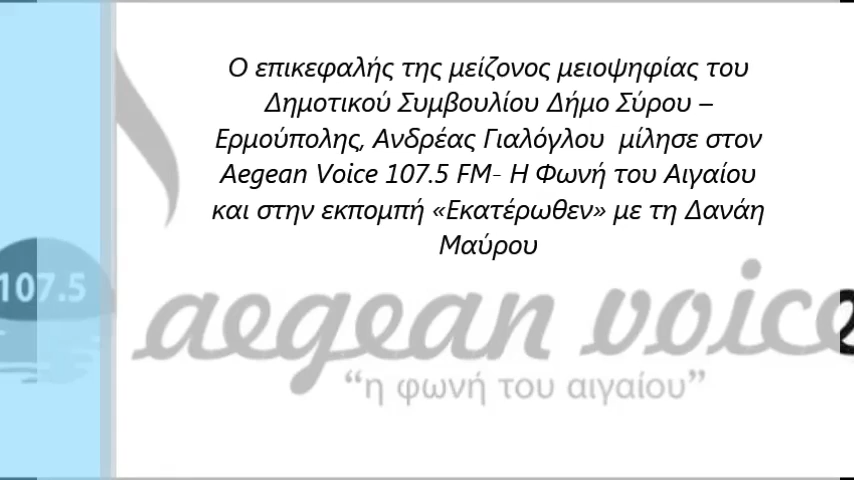 Ο επικεφαλής της μείζονος μειοψηφίας του
Δημοτικού Συμβουλίου Δήμο Σύρου –
Ερμούπολης, Ανδρέας Γιαλόγλου μίλησε στον
Aegean Voice 107.5 FM- Η Φωνή του Αιγαίου
και στην εκπομπή «Εκατέρωθεν» με τη Δανάη
Μαύρου
107.5
aegean voice
“η φωνή του αιγαίου”